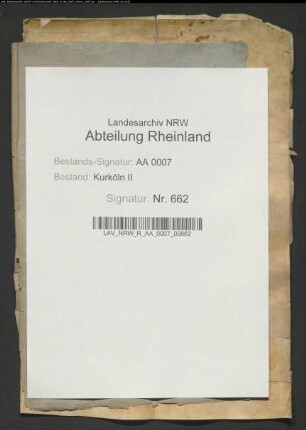 Landesarchiv NRW
Abteilung Rheinland
Bestands-Signatur: AA 0007
Bestand: Kurköln II
Signatur: Nr. 662
LAV_NRW_R_AA_0007_00662